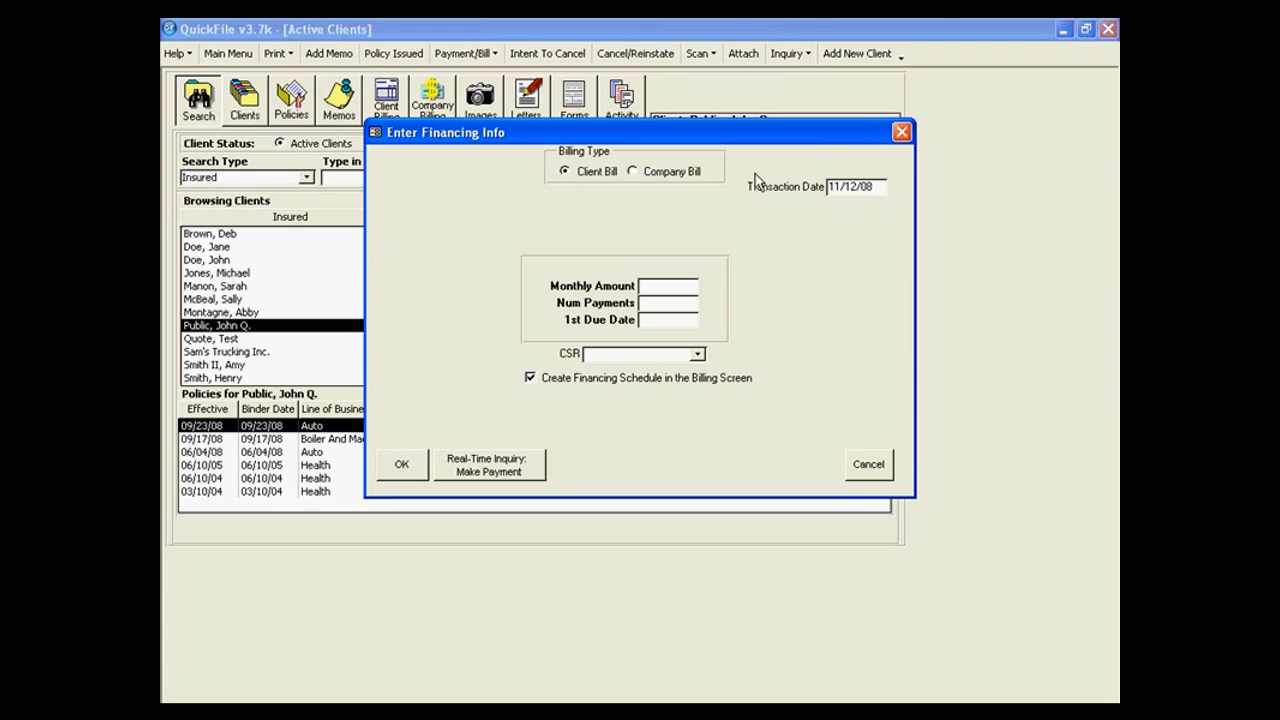 QuickFile v3.7k - [Active Clients]
Help Main Menu Print Add Memo Policy Issued Payment/Bill Intent To Cancel Cancel/Reinstate Scan Attach Inquiry Add New Client
Search Clients Policies Memos Client Company Images Letters Forms Activity
Client Status: Active Clients
Search Type Type in
Insured
Browsing Clients
Insured
Brown, Deb
Doe, Jane
Doe, John
Jones, Michael
Manon, Sarah
McBeal, Sally
Montagne, Abby
Public, John Q.
Quote, Test
Sam's Trucking Inc.
Smith II, Amy
Smith, Henry
Policies for Public, John Q.
Effective Binder Date Line of Busine
09/23/08 09/23/08 Auto
09/17/08 09/17/08 Boiler And Ma
06/04/08 06/04/08 Auto
06/10/05 06/10/05 Health
06/10/04 06/10/04 Health
03/10/04 03/10/04 Health
Enter Financing Info
Billing Type
Client Bill Company Bill
Transaction Date 11/12/08
Monthly Amount
Num Payments
1st Due Date
CSR
Create Financing Schedule in the Billing Screen
OK
Real-Time Inquiry:
Make Payment
Cancel